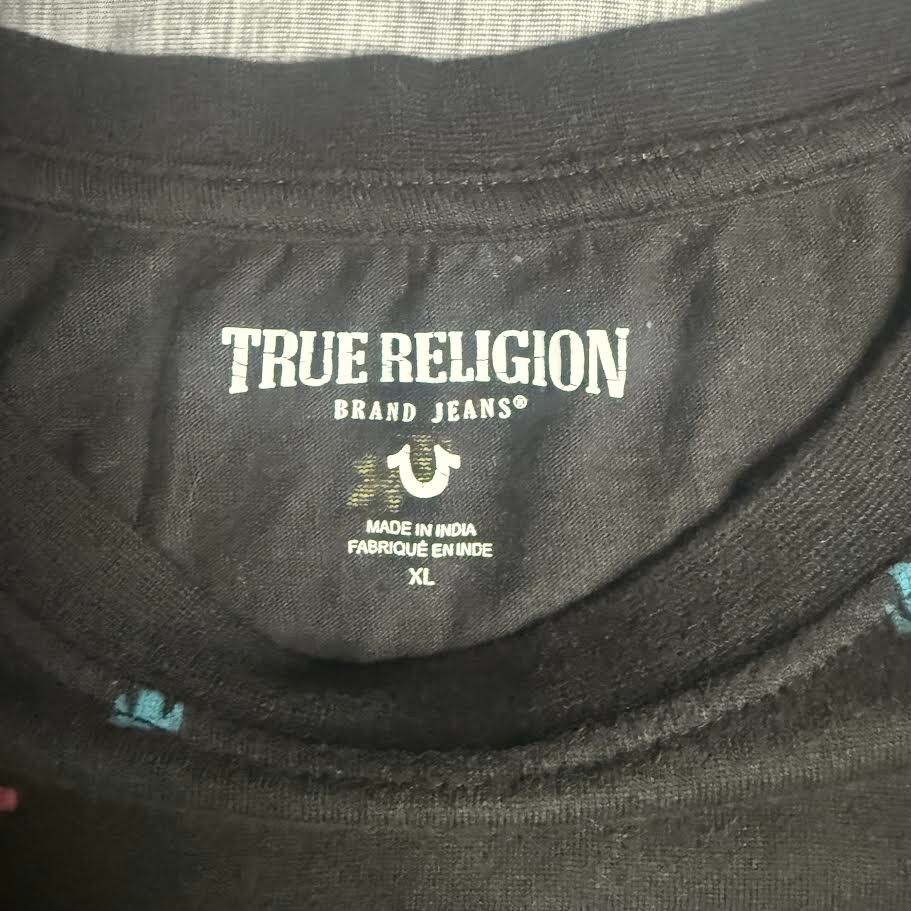 TRUE RELIGION
BRAND JEANS®
MADE IN INDIA
FABRIQUÉ EN INDE
XL